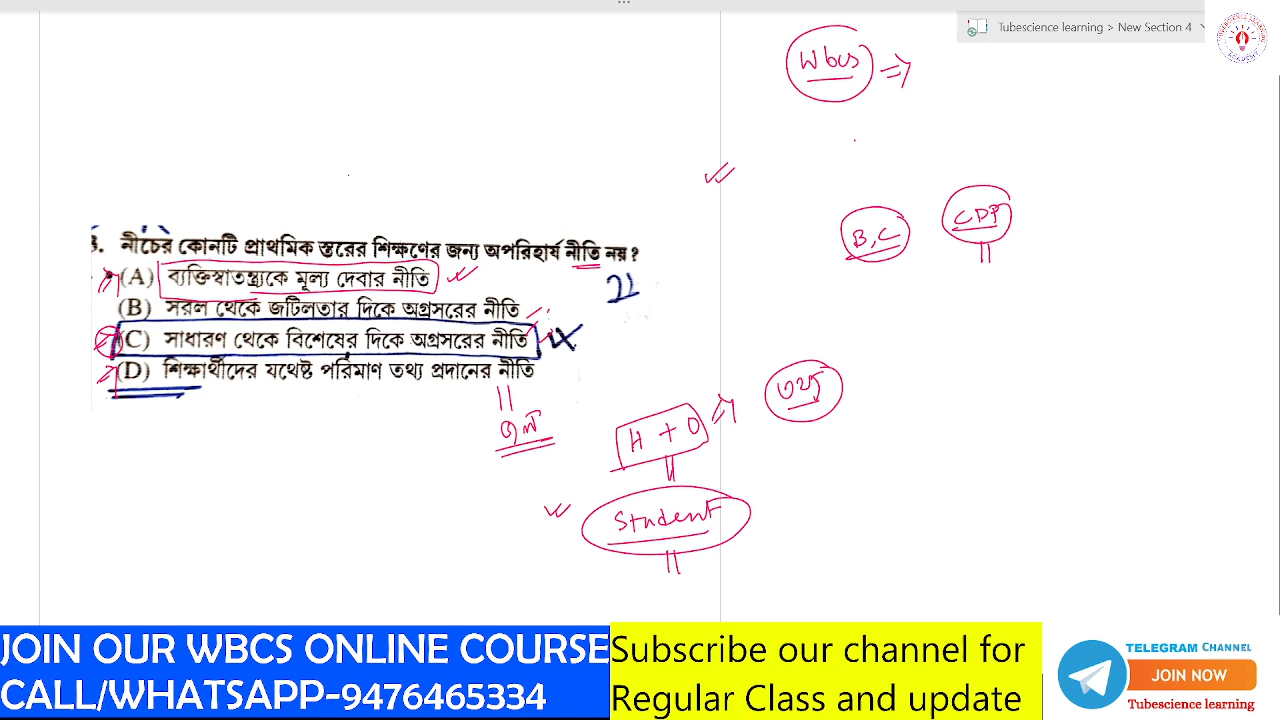 Tubescience learning > New Section 4
Wbcs =>
B, C
CDP
নীচের কোনটি প্রাথমিক স্তরের শিক্ষণের জন্য অপরিহার্য নীতি নয়?
(A) ব্যক্তিস্বাতন্ত্র্যকে মূল্য দেবার নীতি
(B) সরল থেকে জটিলতার দিকে অগ্রসরের নীতি
(C) সাধারণ থেকে বিশেষের দিকে অগ্রসরের নীতি
(D) শিক্ষার্থীদের যথেষ্ট পরিমাণ তথ্য প্রদানের নীতি
H + O =>
তথ্য
Student
JOIN OUR WBCS ONLINE COURSE
CALL/WHATSAPP-9476465334
Subscribe our channel for
Regular Class and update
TELEGRAM CHANNEL
JOIN NOW
Tubescience learning